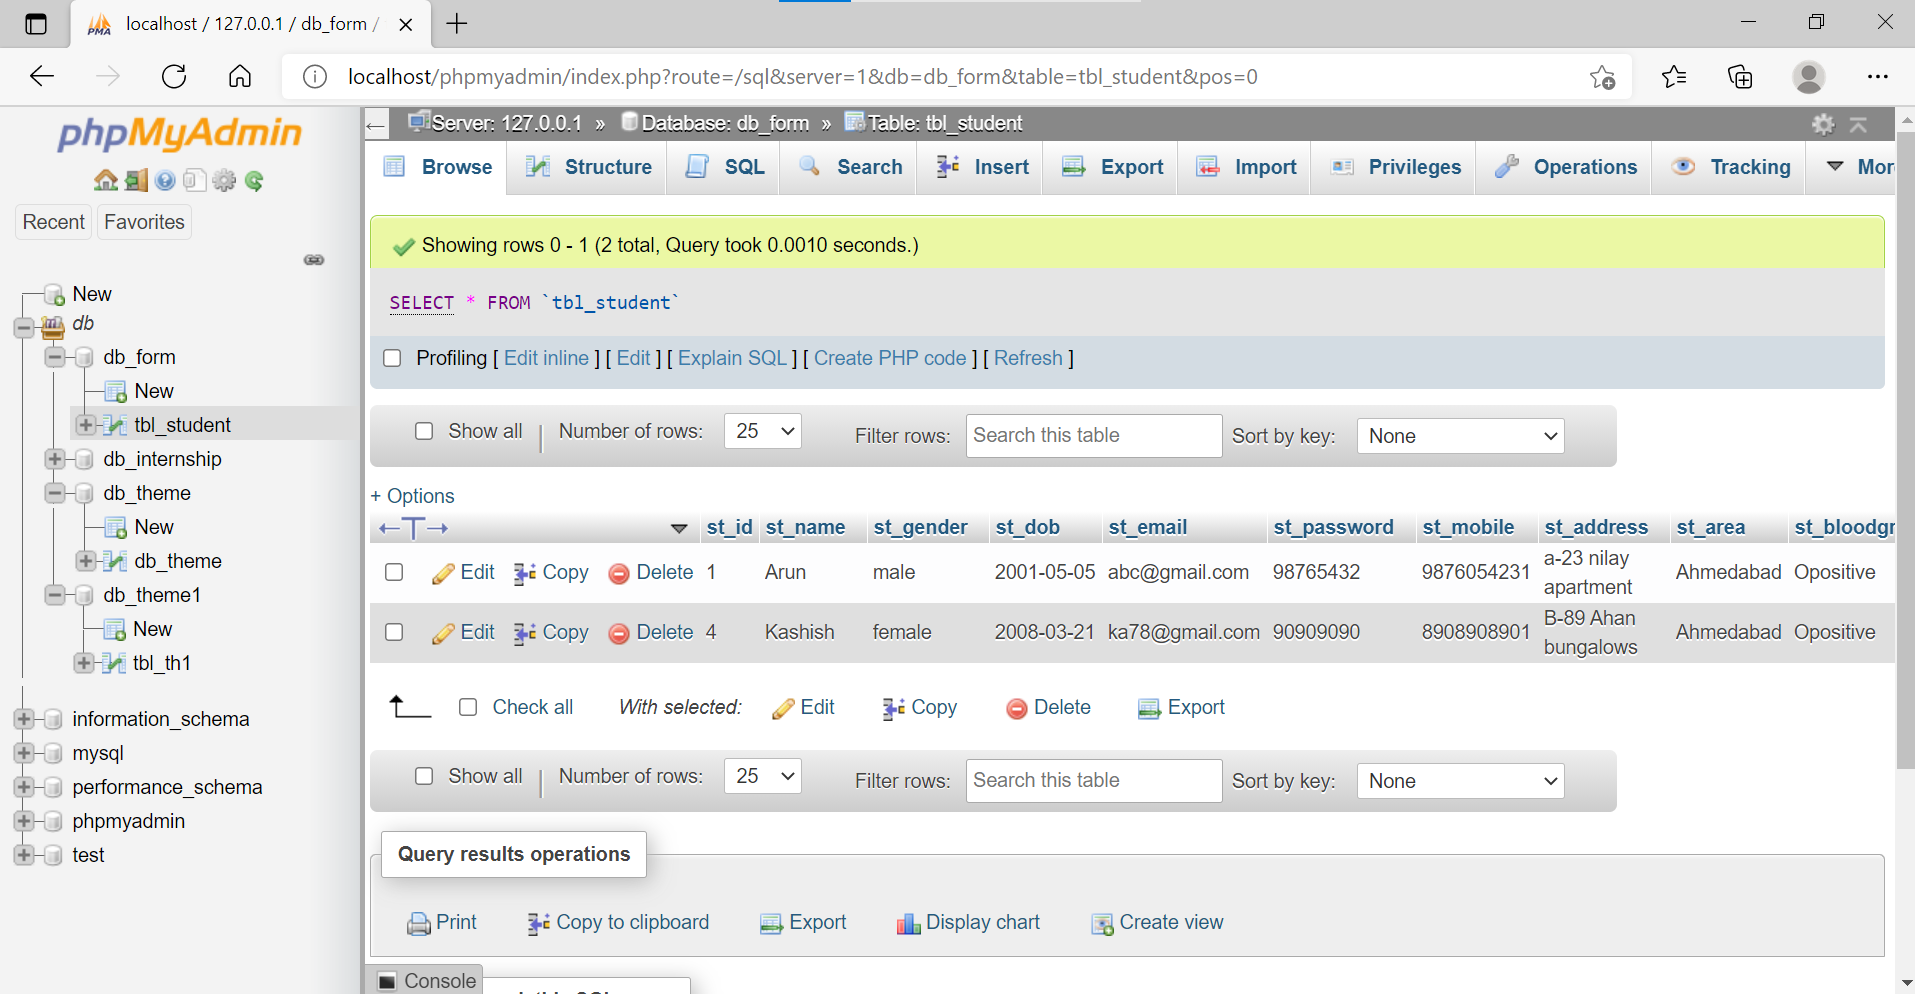 localhost / 127.0.0.1 / db_form /
localhost/phpmyadmin/index.php?route=/sql&server=1&db=db_form&table=tbl_student&pos=0
phpMyAdmin
Recent Favorites
New
db
db_form
New
tbl_student
db_internship
db_theme
New
db_theme
db_theme1
New
tbl_th1
information_schema
mysql
performance_schema
phpmyadmin
test
Server: 127.0.0.1 » Database: db_form » Table: tbl_student
Browse Structure SQL Search Insert Export Import Privileges Operations Tracking Mor
Showing rows 0 - 1 (2 total, Query took 0.0010 seconds.)
SELECT * FROM `tbl_student`
Profiling [ Edit inline ] [ Edit ] [ Explain SQL ] [ Create PHP code ] [ Refresh ]
Show all | Number of rows: 25 Filter rows: Search this table Sort by key: None
+ Options
←T→ st_id st_name st_gender st_dob st_email st_password st_mobile st_address st_area st_bloodgr
Edit Copy Delete 1 Arun male 2001-05-05 abc@gmail.com 98765432 9876054231 a-23 nilay apartment Ahmedabad Opositive
Edit Copy Delete 4 Kashish female 2008-03-21 ka78@gmail.com 90909090 8908908901 B-89 Ahan bungalows Ahmedabad Opositive
Check all With selected: Edit Copy Delete Export
Show all | Number of rows: 25 Filter rows: Search this table Sort by key: None
Query results operations
Print Copy to clipboard Export Display chart Create view
Console